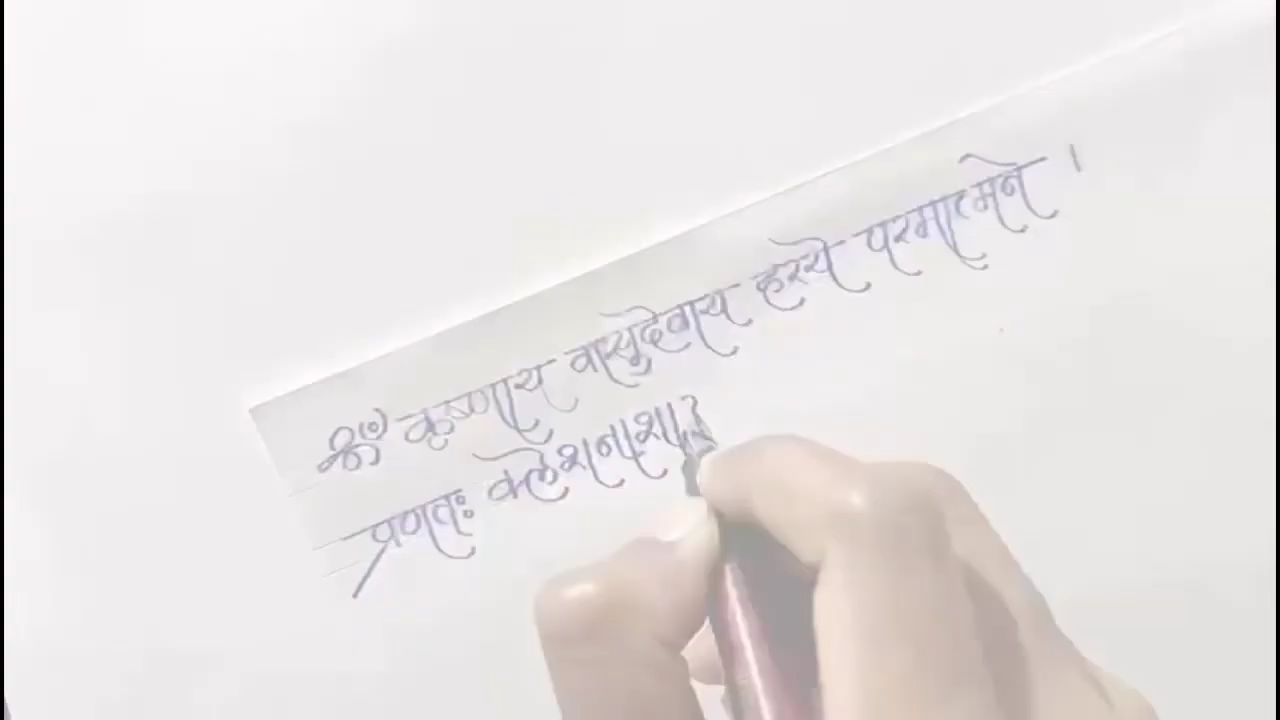 ॐ कृष्णाय वासुदेवाय हरये परमात्मने ।
प्रणतः क्लेशनाशा